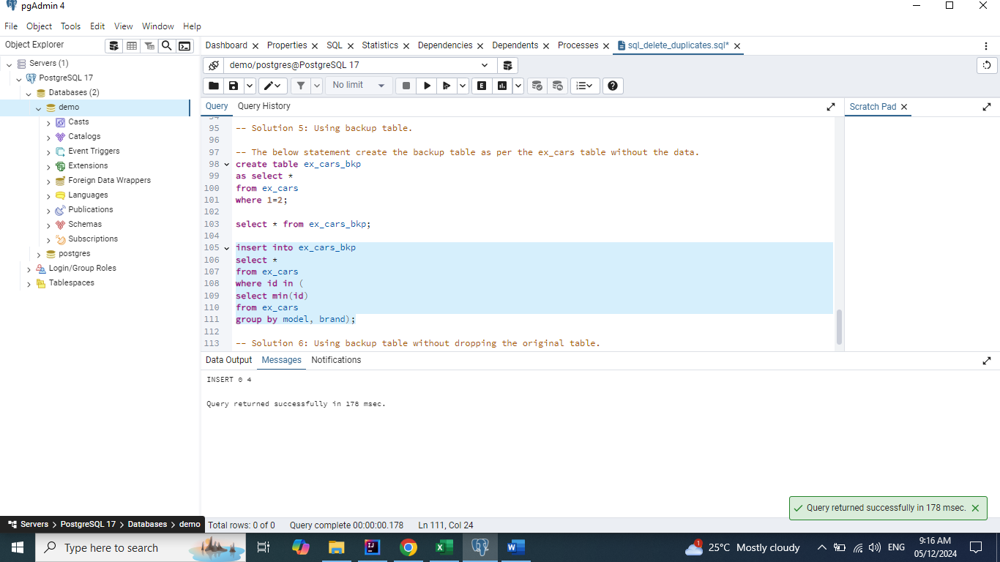 pgAdmin 4
File Object Tools Edit View Window Help
Object Explorer
Servers (1)
PostgreSQL 17
Databases (2)
demo
Casts
Catalogs
Event Triggers
Extensions
Foreign Data Wrappers
Languages
Publications
Schemas
Subscriptions
postgres
Login/Group Roles
Tablespaces
Dashboard Properties SQL Statistics Dependencies Dependents Processes sql_delete_duplicates.sql*
demo/postgres@PostgreSQL 17
No limit
Query Query History
Scratch Pad
94
95 -- Solution 5: Using backup table.
96
97 -- The below statement create the backup table as per the ex_cars table without the data.
98 create table ex_cars_bkp
99 as select *
100 from ex_cars
101 where 1=2;
102
103 select * from ex_cars_bkp;
104
105 insert into ex_cars_bkp
106 select *
107 from ex_cars
108 where id in (
109 select min(id)
110 from ex_cars
111 group by model, brand);
112
113 -- Solution 6: Using backup table without dropping the original table.
Data Output Messages Notifications
INSERT 0 4
Query returned successfully in 178 msec.
Query returned successfully in 178 msec.
Servers > PostgreSQL 17 > Databases > demo
Total rows: 0 of 0 Query complete 00:00:00.178 Ln 111, Col 24
Type here to search
1
25°C Mostly cloudy
ENG
9:16 AM
05/12/2024